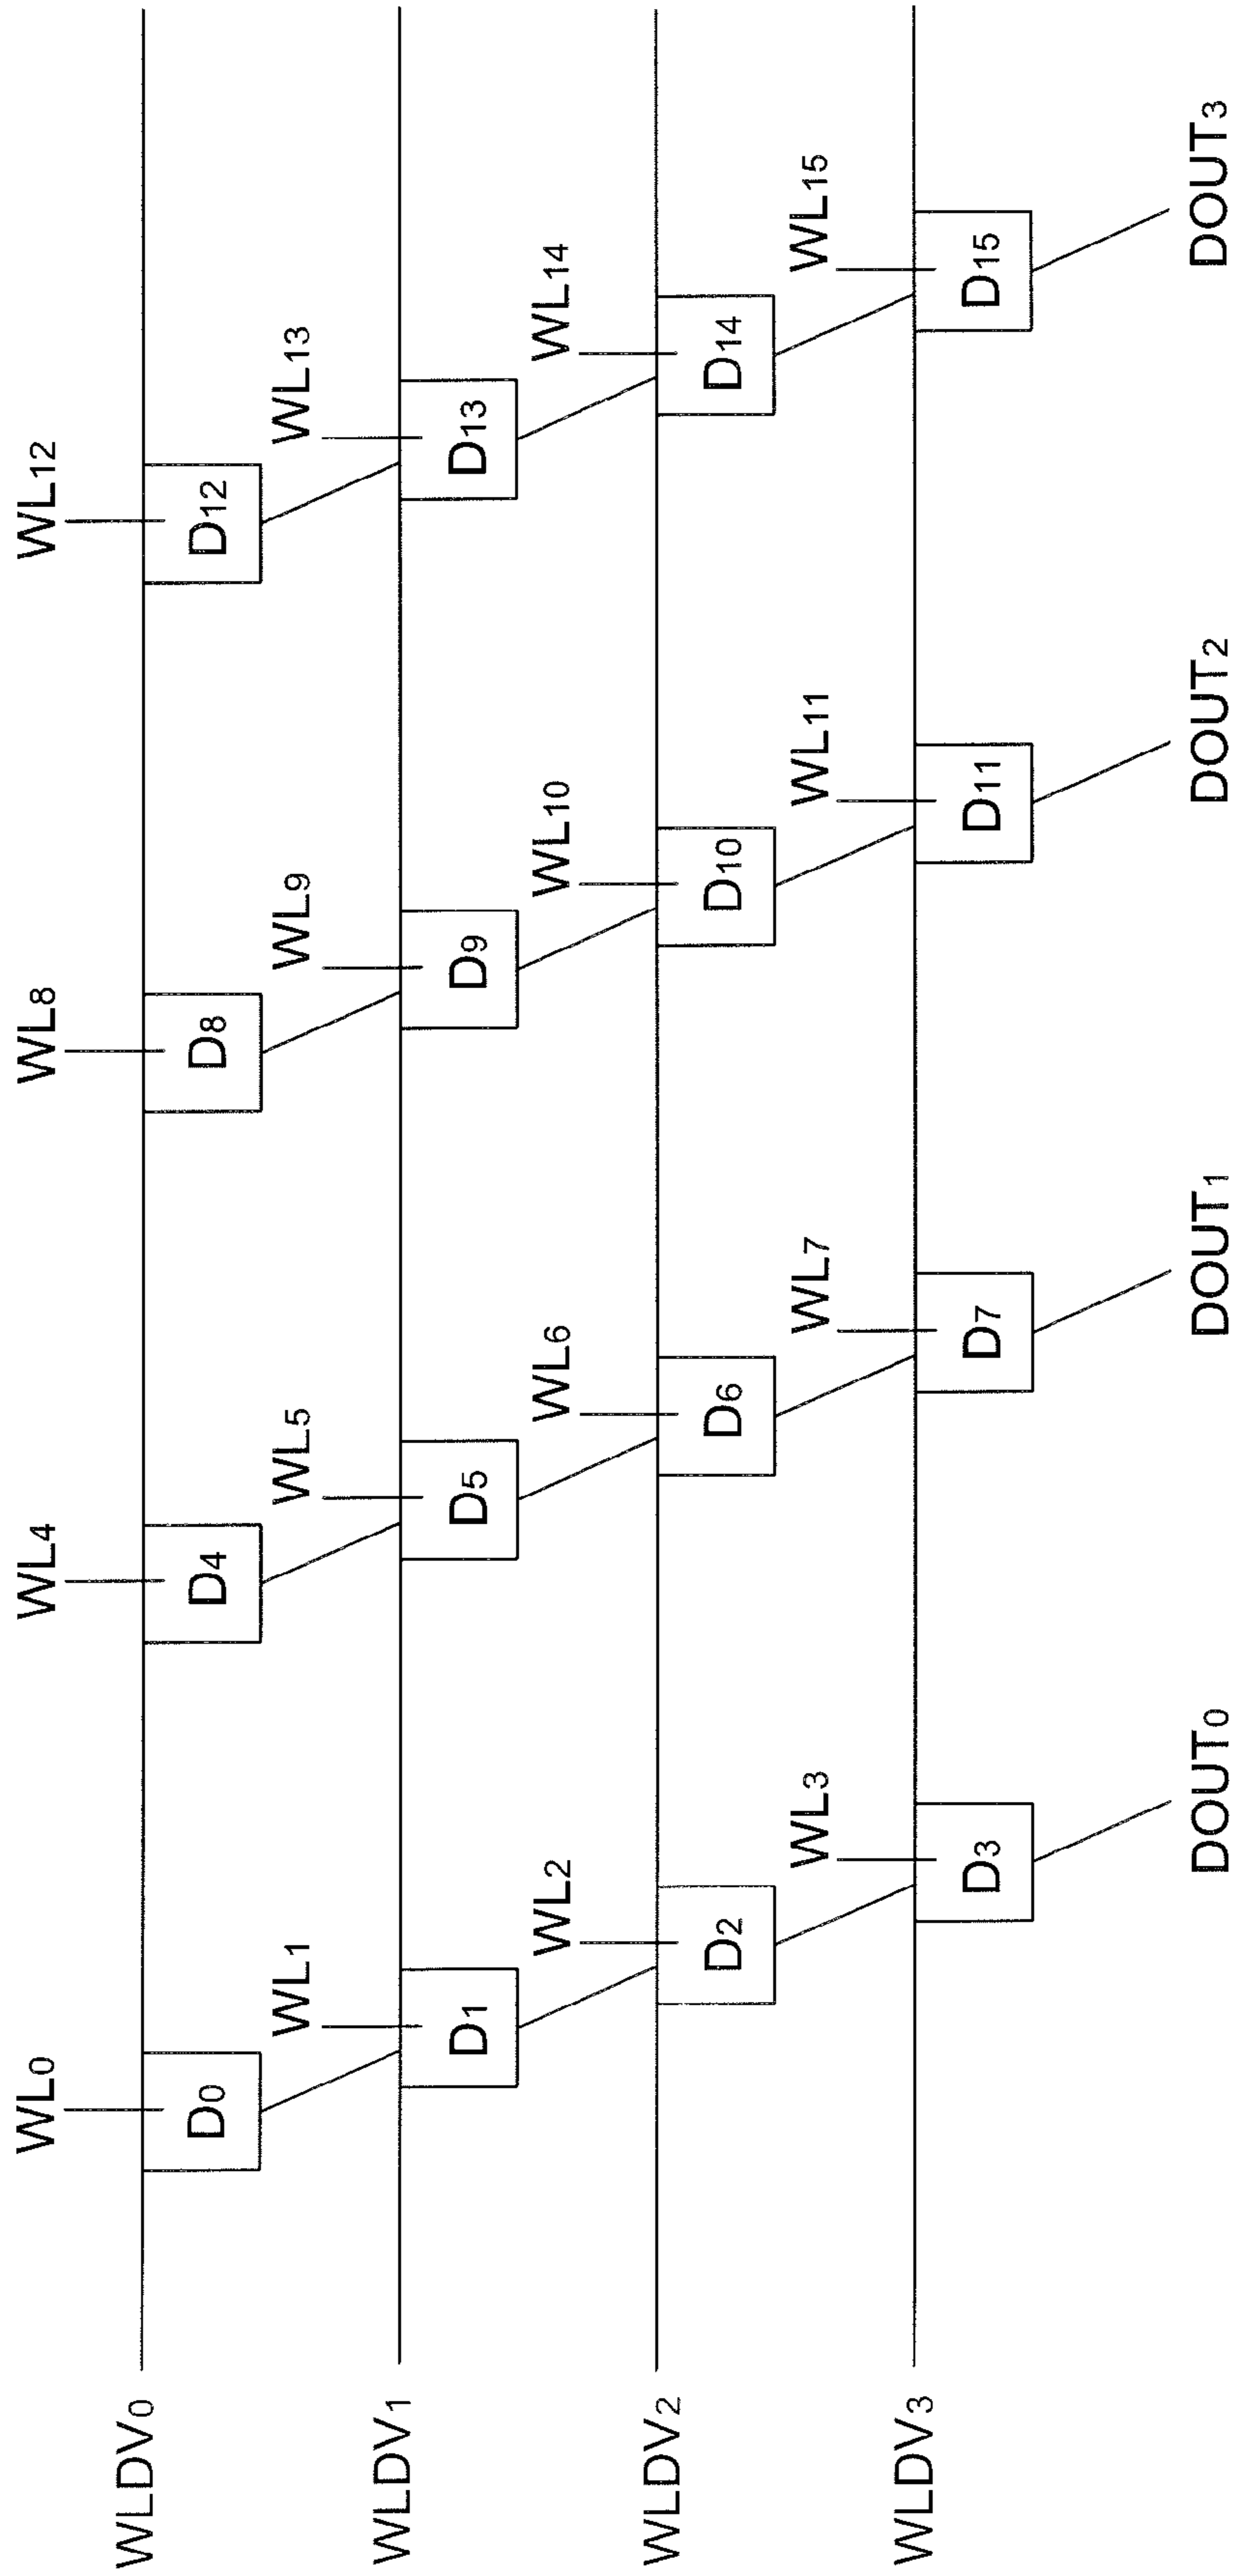 WL0 WL4 WL8 WL12
WLDV0
D0 D4 D8 D12
WL1 WL5 WL9 WL13
WLDV1
D1 D5 D9 D13
WL2 WL6 WL10 WL14
WLDV2
D2 D6 D10 D14
WL3 WL7 WL11 WL15
WLDV3
D3 D7 D11 D15
DOUT0 DOUT1 DOUT2 DOUT3